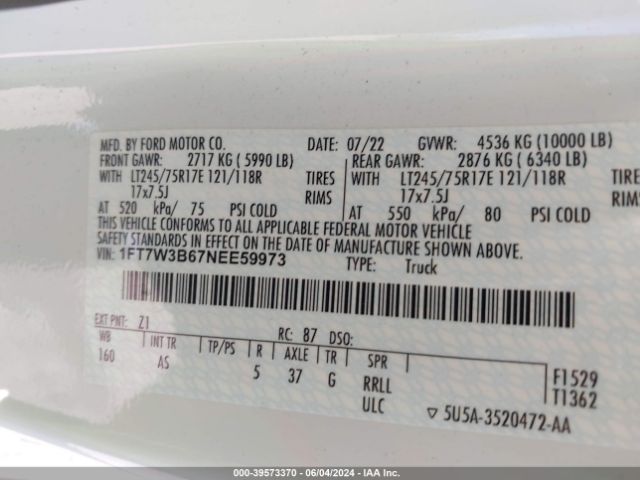 MFD. BY FORD MOTOR CO. DATE: 07/22 GVWR: 4536 KG (10000 LB)
FRONT GAWR: 2717 KG ( 5990 LB) REAR GAWR: 2876 KG ( 6340 LB)
WITH LT245/75R17E 121/118R TIRES WITH LT245/75R17E 121/118R TIRE
17x7.5J RIMS 17x7.5J RIMS
AT 520 kPa/ 75 PSI COLD AT 550 kPa/ 80 PSI COLD
THIS VEHICLE CONFORMS TO ALL APPLICABLE FEDERAL MOTOR VEHICLE
SAFETY STANDARDS IN EFFECT ON THE DATE OF MANUFACTURE SHOWN ABOVE.
VIN: 1FT7W3B67NEE59973 TYPE: Truck
EXT PNT: Z1 RC: 87 DSO:
WB INT TR TP/PS R AXLE TR SPR F1529
160 AS 5 37 G RRLL T1362
ULC ▽ 5U5A-3520472-AA
000-39573370 - 06/04/2024 - IAA Inc.